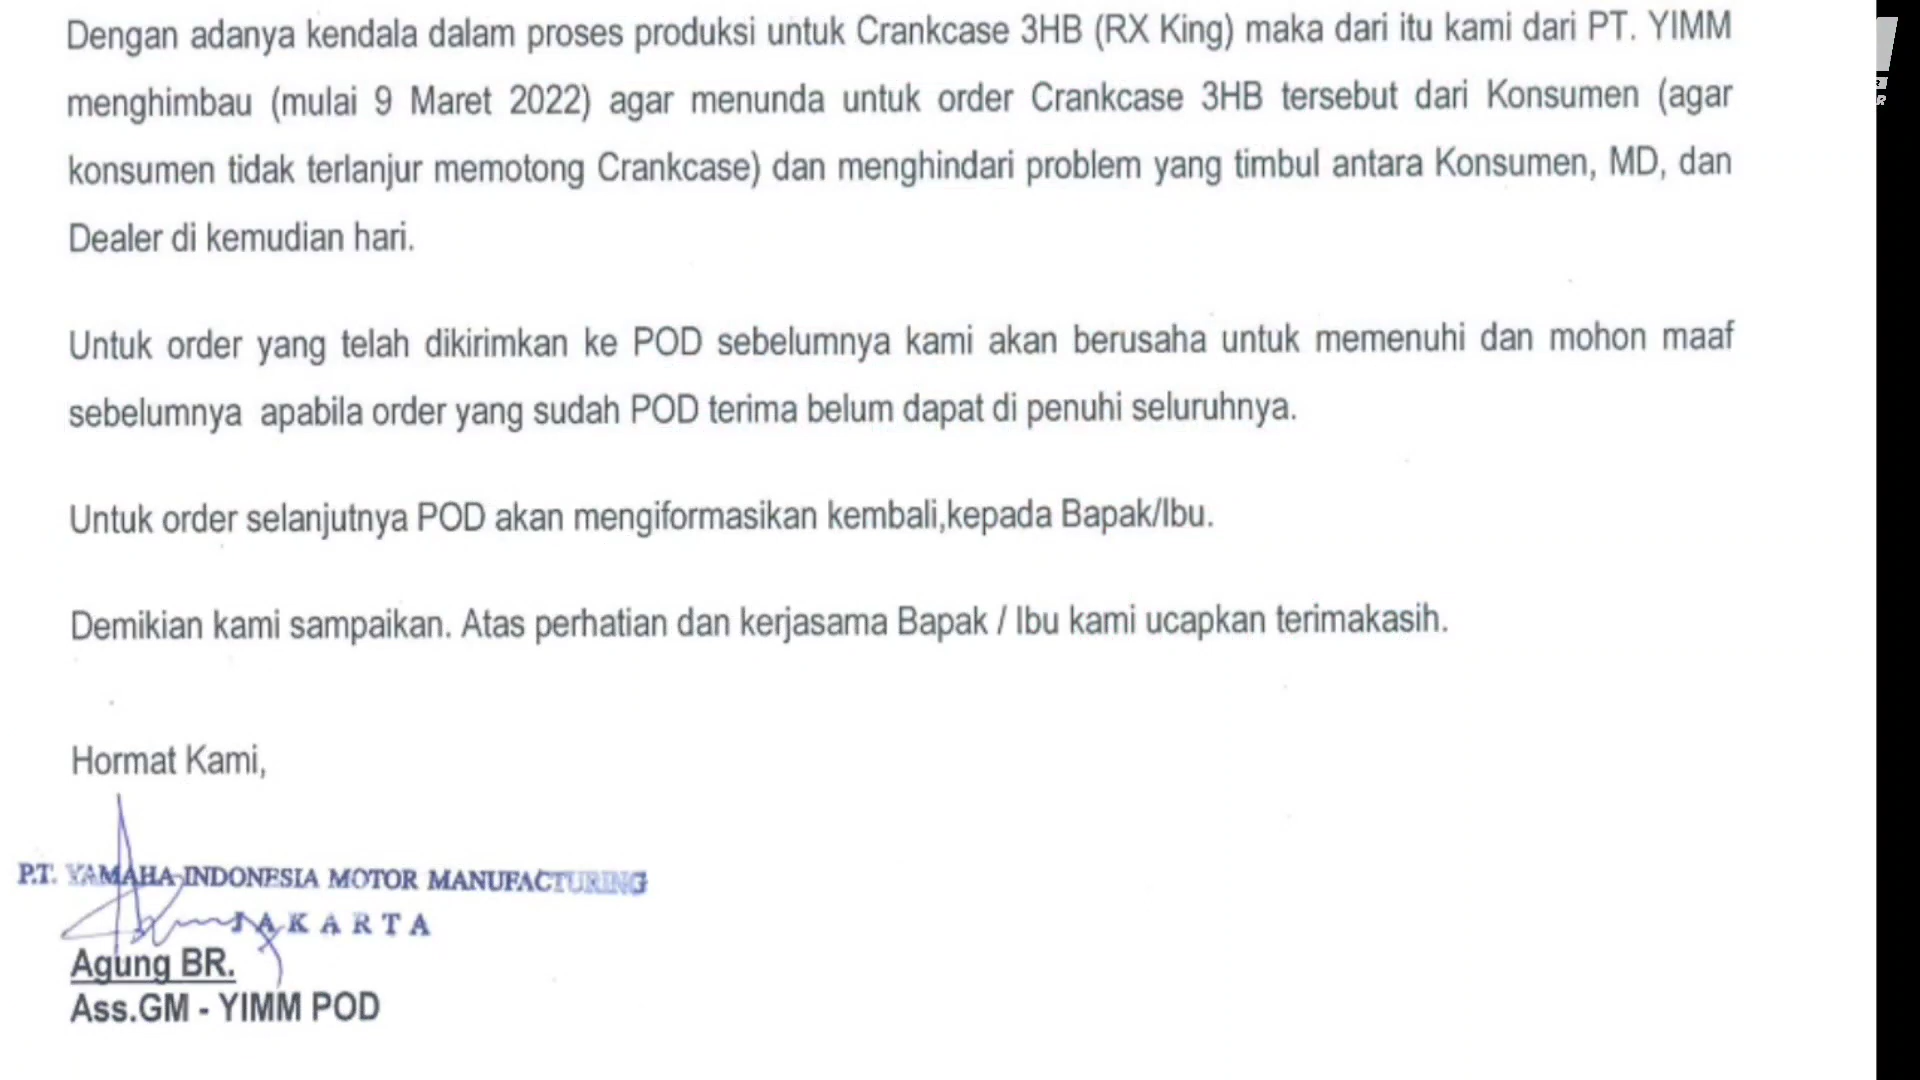 Dengan adanya kendala dalam proses produksi untuk Crankcase 3HB (RX King) maka dari itu kami dari PT. YIMM
menghimbau (mulai 9 Maret 2022) agar menunda untuk order Crankcase 3HB tersebut dari Konsumen (agar
konsumen tidak terlanjur memotong Crankcase) dan menghindari problem yang timbul antara Konsumen, MD, dan
Dealer di kemudian hari.
Untuk order yang telah dikirimkan ke POD sebelumnya kami akan berusaha untuk memenuhi dan mohon maaf
sebelumnya apabila order yang sudah POD terima belum dapat di penuhi seluruhnya.
Untuk order selanjutnya POD akan mengiformasikan kembali,kepada Bapak/Ibu.
Demikian kami sampaikan. Atas perhatian dan kerjasama Bapak / Ibu kami ucapkan terimakasih.
Hormat Kami,
P.T. YAMAHA INDONESIA MOTOR MANUFACTURING
JAKARTA
Agung BR.
Ass.GM - YIMM POD